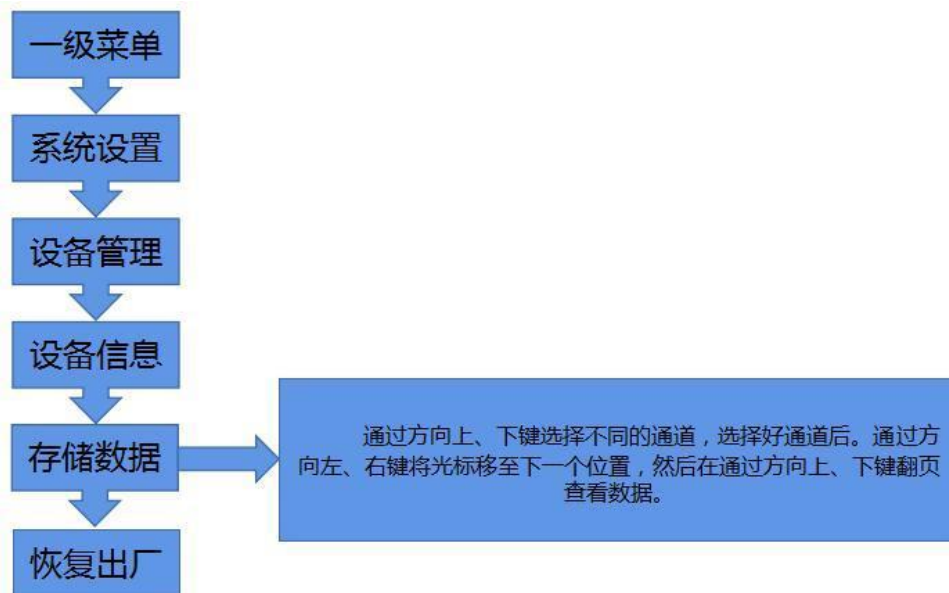 一级菜单
系统设置
设备管理
设备信息
存储数据
通过方向上、下键选择不同的通道，选择好通道后。通过方
向左、右键将光标移至下一个位置，然后在通过方向上、下键翻页
查看数据。
恢复出厂